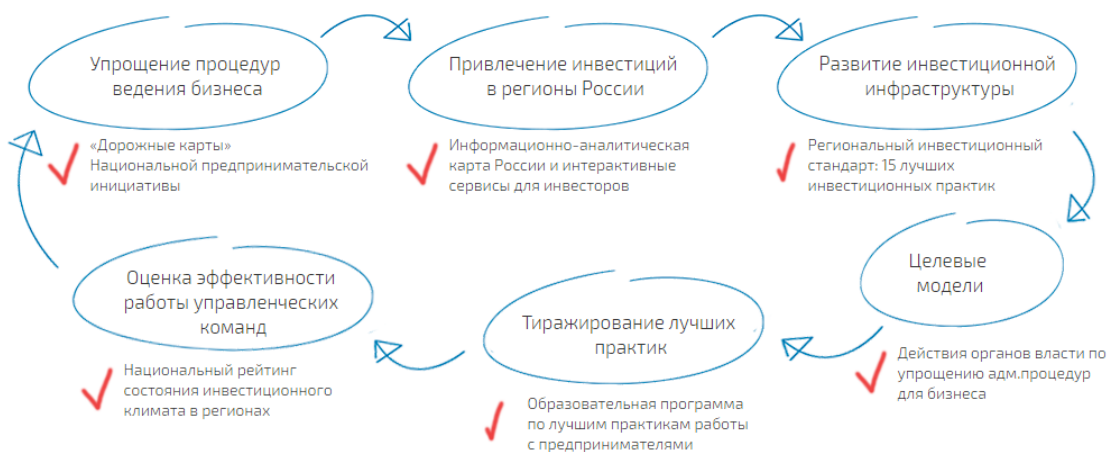 Упрощение процедур
ведения бизнеса
«Дорожные карты»
Национальной предпринимательской
инициативы
Привлечение инвестиций
в регионы России
Информационно-аналитическая
карта России и интерактивные
сервисы для инвесторов
Развитие инвестиционной
инфраструктуры
Региональный инвестиционный
стандарт: 15 лучших
инвестиционных практик
Целевые
модели
Действия органов власти по
упрощению адм.процедур
для бизнеса
Тиражирование лучших
практик
Образовательная программа
по лучшим практикам работы
с предпринимателями
Оценка эффективности
работы управленческих
команд
Национальный рейтинг
состояния инвестиционного
климата в регионах